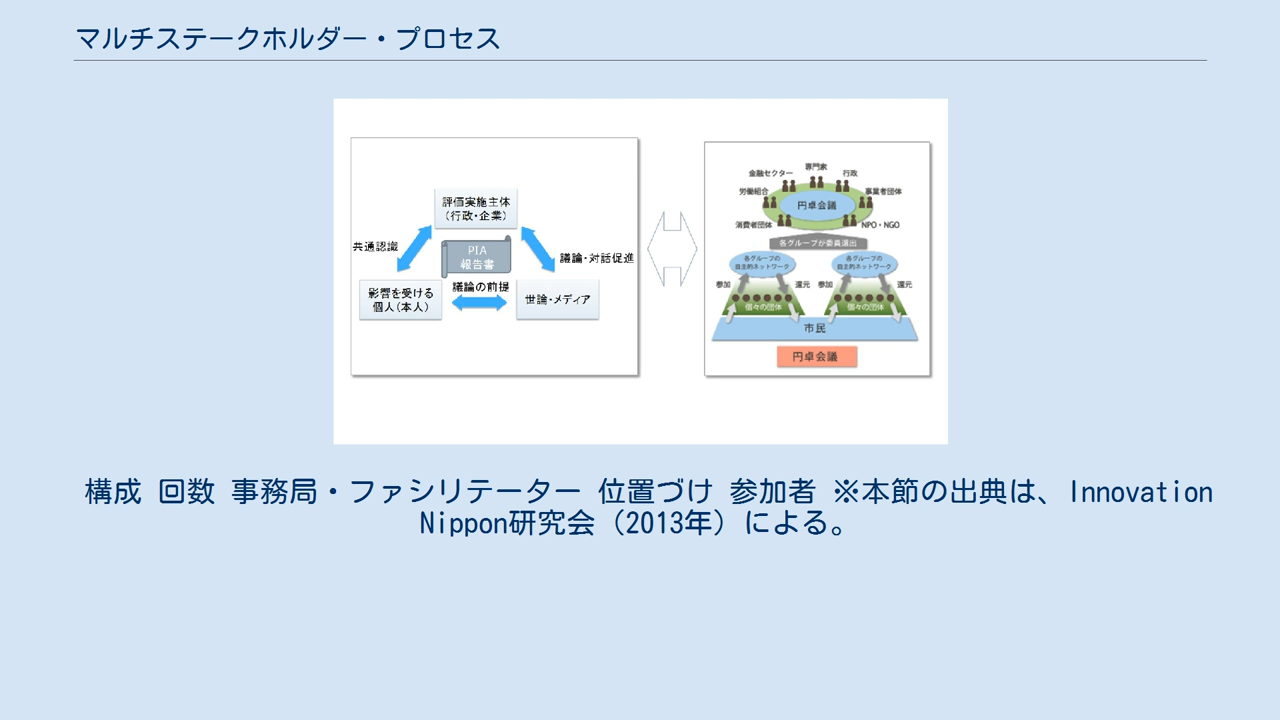 マルチステークホルダー・プロセス
評価実施主体
（行政・企業）
共通認識
PIA
報告書
議論・対話促進
影響を受ける
個人（本人）
議論の前提
世論・メディア
専門家
金融セクター
行政
労働組合
事業者団体
円卓会議
消費者団体
NPO・NGO
各グループが委員選出
各グループの
自主的ネットワーク
各グループの
自主的ネットワーク
参加
還元
参加
還元
個々の団体
個々の団体
市民
円卓会議
構成 回数 事務局・ファシリテーター 位置づけ 参加者 ※本節の出典は、Innovation
Nippon研究会（2013年）による。